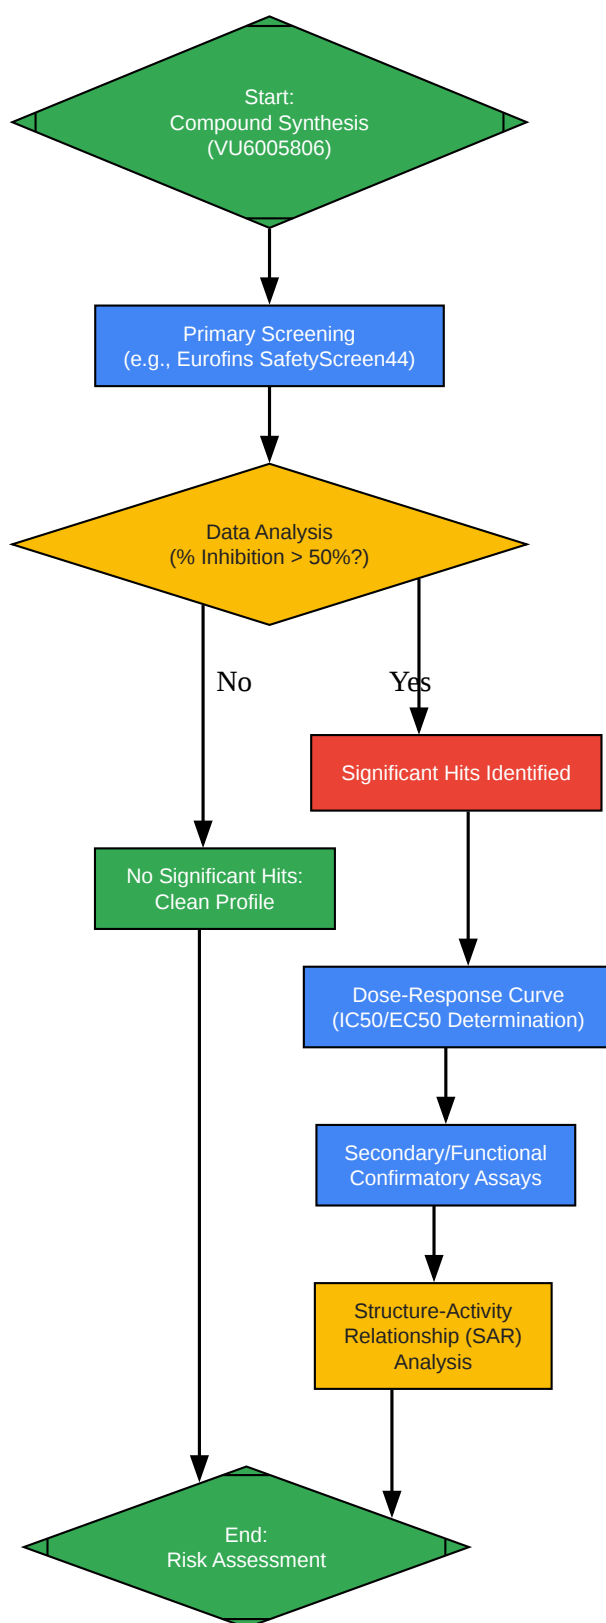 Start:
Compound Synthesis
(VU6005806)
Primary Screening
(e.g., Eurofins SafetyScreen44)
Data Analysis
(% Inhibition > 50%?)
No
Yes
Significant Hits Identified
No Significant Hits:
Clean Profile
Dose-Response Curve
(IC50/EC50 Determination)
Secondary/Functional
Confirmatory Assays
Structure-Activity
Relationship (SAR)
Analysis
End:
Risk Assessment